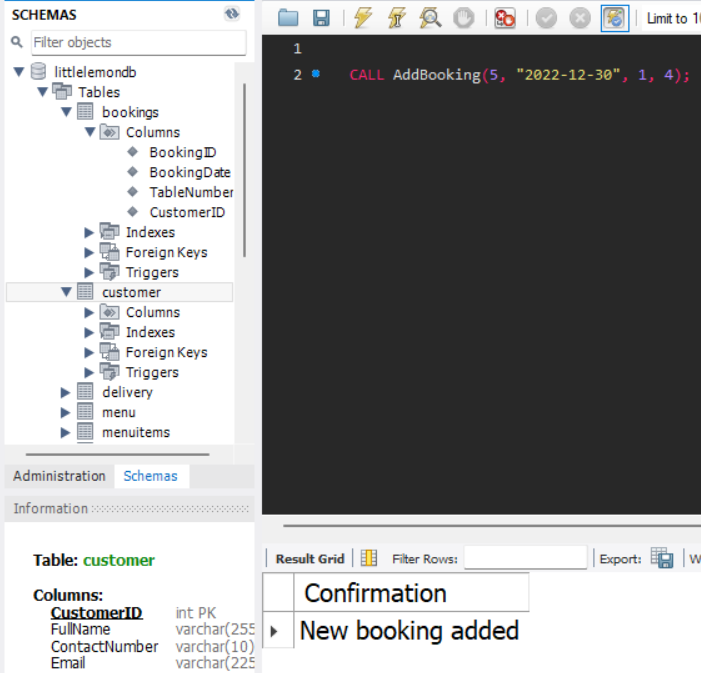 SCHEMAS
Filter objects
littlelemondb
Tables
bookings
Columns
BookingID
BookingDate
TableNumber
CustomerID
Indexes
Foreign Keys
Triggers
customer
Columns
Indexes
Foreign Keys
Triggers
delivery
menu
menuitems
Administration Schemas
Information
Table: customer
Columns:
CustomerID int PK
FullName varchar(255
ContactNumber varchar(10)
Email varchar(225
Limit to 10
1
2 CALL AddBooking(5, "2022-12-30", 1, 4);
Result Grid Filter Rows: Export: W
Confirmation
New booking added